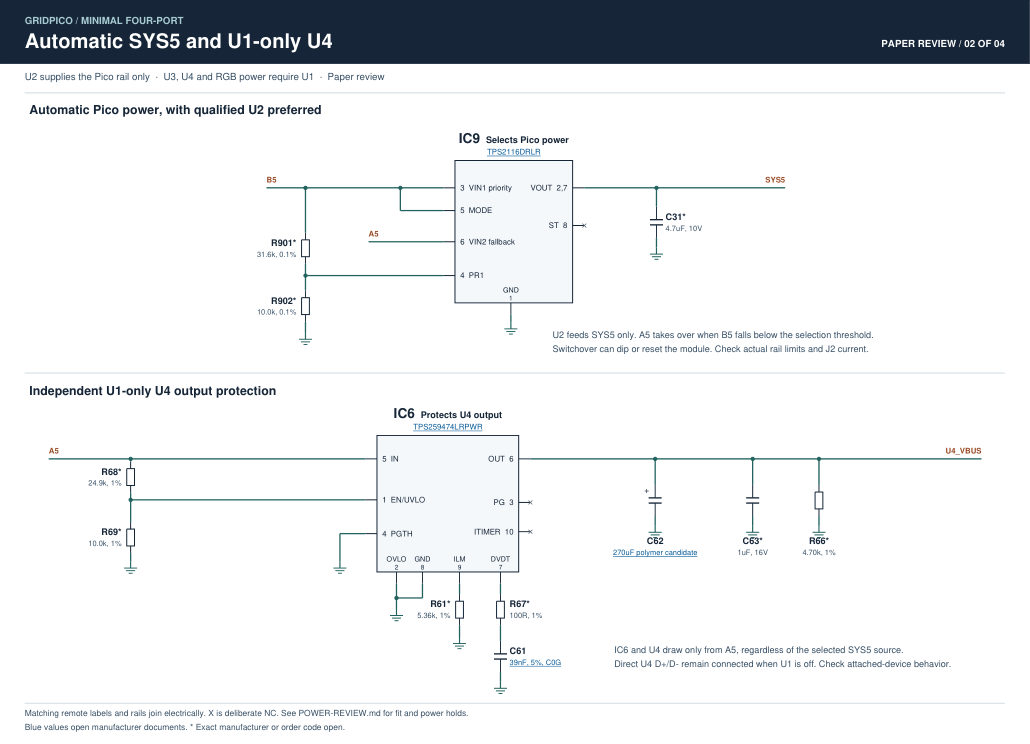 GRIDPICO / MINIMAL FOUR-PORT
Automatic SYS5 and U1-only U4
PAPER REVIEW / 02 OF 04
U2 supplies the Pico rail only · U3, U4 and RGB power require U1 · Paper review
Automatic Pico power, with qualified U2 preferred
IC9 Selects Pico power
TPS2116DRLR
B5
3 VIN1 priority
VOUT 2,7
SYS5
5 MODE
C31*
4.7uF, 10V
ST 8
A5
6 VIN2 fallback
R901*
31.6k, 0.1%
4 PR1
GND
1
R902*
10.0k, 0.1%
U2 feeds SYS5 only. A5 takes over when B5 falls below the selection threshold.
Switchover can dip or reset the module. Check actual rail limits and J2 current.
Independent U1-only U4 output protection
IC6 Protects U4 output
TPS259474LRPWR
A5
5 IN
OUT 6
U4_VBUS
R68*
24.9k, 1%
1 EN/UVLO
PG 3
+
R69*
10.0k, 1%
4 PGTH
ITIMER 10
C62
270uF polymer candidate
C63*
1uF, 16V
R66*
4.70k, 1%
OVLO
2
GND
8
ILM
9
DVDT
7
R61*
5.36k, 1%
R67*
100R, 1%
C61
39nF, 5%, C0G
IC6 and U4 draw only from A5, regardless of the selected SYS5 source.
Direct U4 D+/D- remain connected when U1 is off. Check attached-device behavior.
Matching remote labels and rails join electrically. X is deliberate NC. See POWER-REVIEW.md for fit and power holds.
Blue values open manufacturer documents. * Exact manufacturer or order code open.